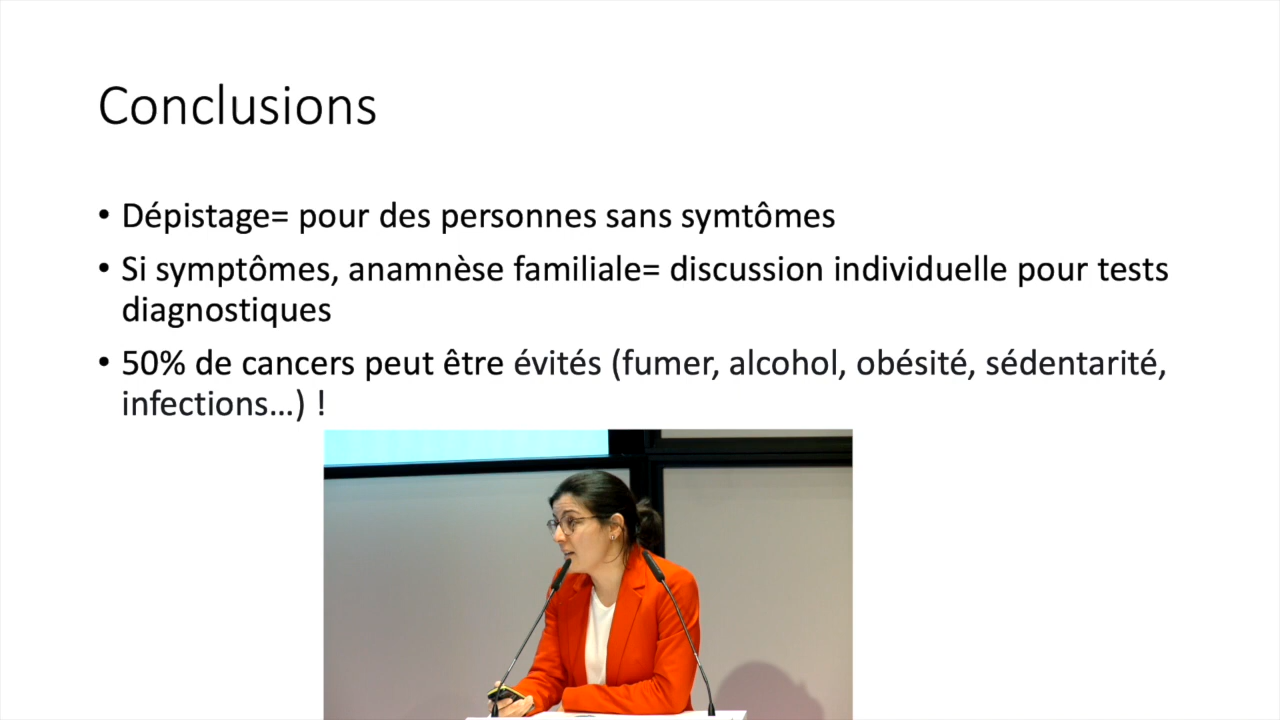 Conclusions
• Dépistage= pour des personnes sans symtômes
• Si symptômes, anamnèse familiale= discussion individuelle pour tests
diagnostiques
• 50% de cancers peut être évités (fumer, alcohol, obésité, sédentarité,
infections…) !